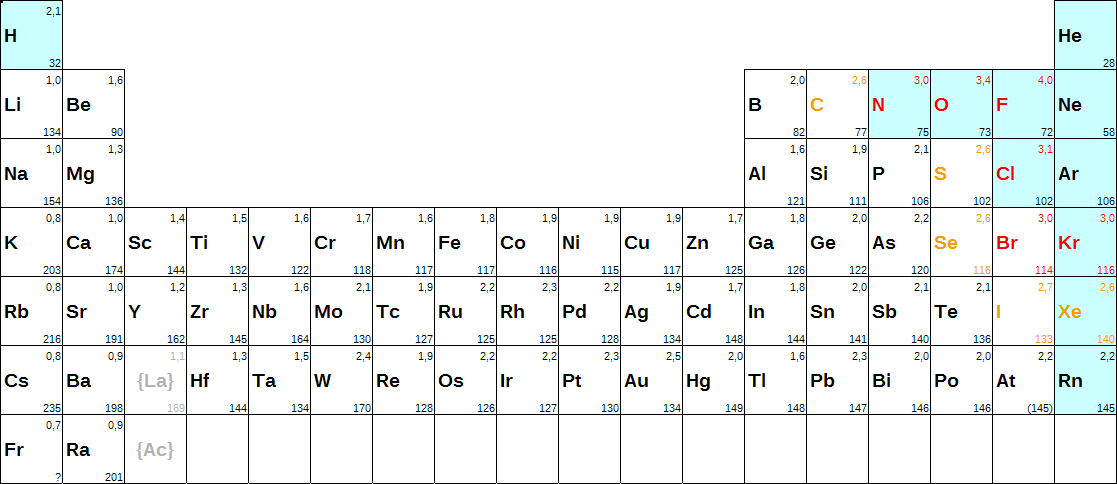 2,1
H He
32 28
1,0 1,6 2,0 2,6 3,0 3,4 4,0
Li Be B C N O F Ne
134 90 82 77 75 73 72 58
1,0 1,3 1,6 1,9 2,1 2,6 3,1
Na Mg Al Si P S Cl Ar
154 136 121 111 106 102 102 106
0,8 1,0 1,4 1,5 1,6 1,7 1,6 1,8 1,9 1,9 1,9 1,7 1,8 2,0 2,2 2,6 3,0 3,0
K Ca Sc Ti V Cr Mn Fe Co Ni Cu Zn Ga Ge As Se Br Kr
203 174 144 132 122 118 117 117 116 115 117 125 126 122 120 116 114 116
0,8 1,0 1,2 1,3 1,6 2,1 1,9 2,2 2,3 2,2 1,9 1,7 1,8 2,0 2,1 2,1 2,7 2,6
Rb Sr Y Zr Nb Mo Tc Ru Rh Pd Ag Cd In Sn Sb Te I Xe
216 191 162 145 164 130 127 125 125 128 134 148 144 141 140 136 133 140
0,8 0,9 1,1 1,3 1,5 2,4 1,9 2,2 2,2 2,3 2,5 2,0 1,6 2,3 2,0 2,0 2,2 2,2
Cs Ba {La} Hf Ta W Re Os Ir Pt Au Hg Tl Pb Bi Po At Rn
235 198 169 144 134 170 128 126 127 130 134 149 148 147 146 146 (145) 145
0,7 0,9
Fr Ra {Ac}
? 201